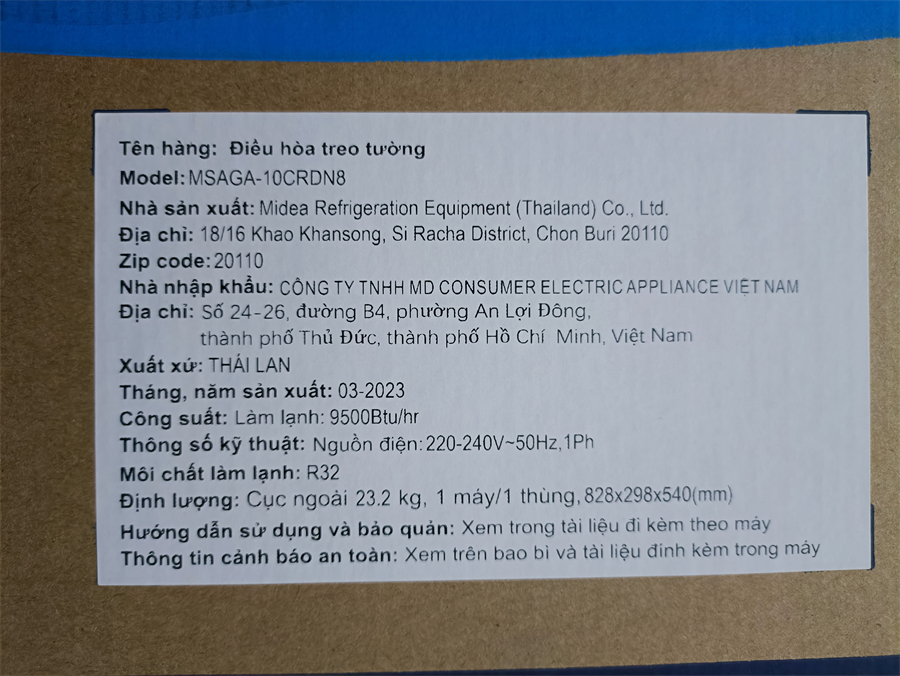 Tên hàng: Điều hòa treo tường
Model: MSAGA-10CRDN8
Nhà sản xuất: Midea Refrigeration Equipment (Thailand) Co., Ltd.
Địa chỉ: 18/16 Khao Khansong, Si Racha District, Chon Buri 20110
Zip code: 20110
Nhà nhập khẩu: CÔNG TY TNHH MD CONSUMER ELECTRIC APPLIANCE VIỆT NAM
Địa chỉ: Số 24-26, đường B4, phường An Lợi Đông,
thành phố Thủ Đức, thành phố Hồ Chí Minh, Việt Nam
Xuất xứ: THÁI LAN
Tháng, năm sản xuất: 03-2023
Công suất: Làm lạnh: 9500Btu/hr
Thông số kỹ thuật: Nguồn điện: 220-240V~50Hz,1Ph
Môi chất làm lạnh: R32
Định lượng: Cục ngoài 23.2 kg, 1 máy/1 thùng, 828x298x540(mm)
Hướng dẫn sử dụng và bảo quản: Xem trong tài liệu đi kèm theo máy
Thông tin cảnh báo an toàn: Xem trên bao bì và tài liệu đính kèm trong máy